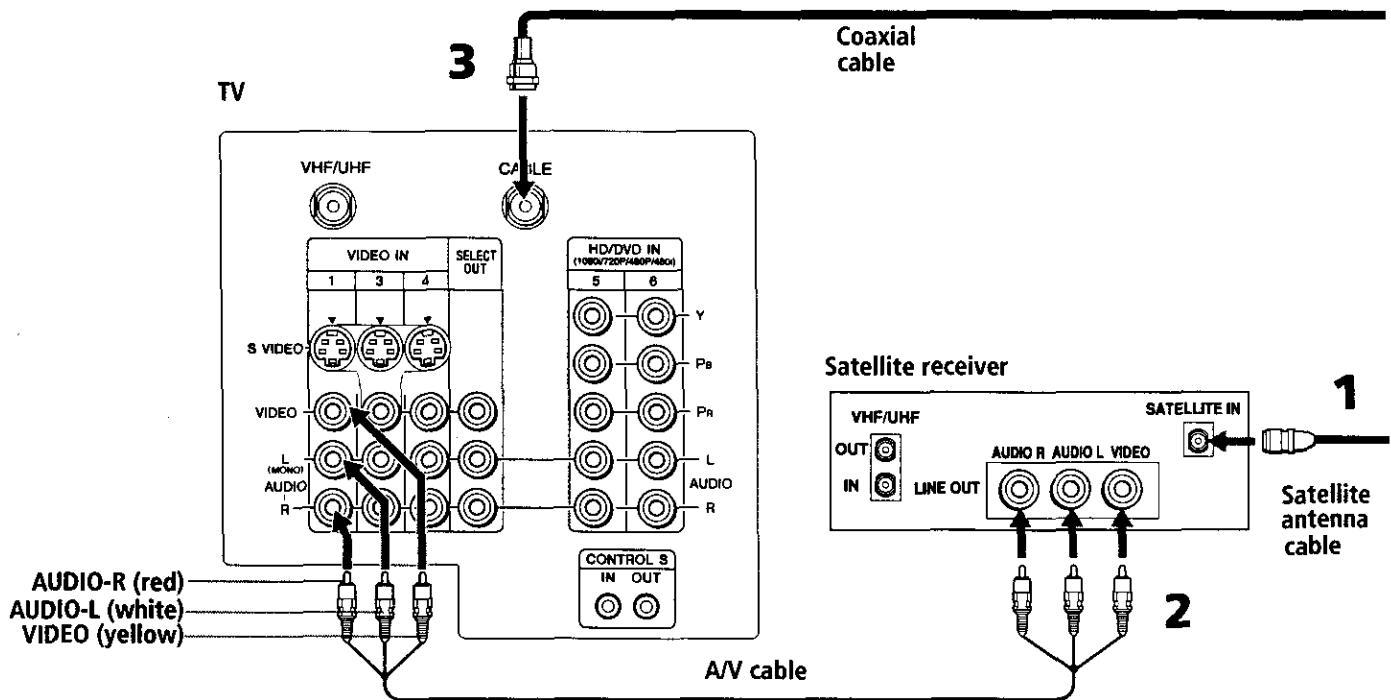 Coaxial
cable
3
TV
VHF/UHF
CABLE
VIDEO IN
SELECT
OUT
1 3 4
HD/DVD IN
(1080i/720P/480P/480i)
5 6
S VIDEO
VIDEO
L
(MONO)
AUDIO
R
Y
PB
PR
L
AUDIO
R
CONTROL S
IN OUT
AUDIO-R (red)
AUDIO-L (white)
VIDEO (yellow)
A/V cable
Satellite receiver
VHF/UHF
OUT
IN
LINE OUT
AUDIO R AUDIO L VIDEO
SATELLITE IN
1
Satellite
antenna
cable
2